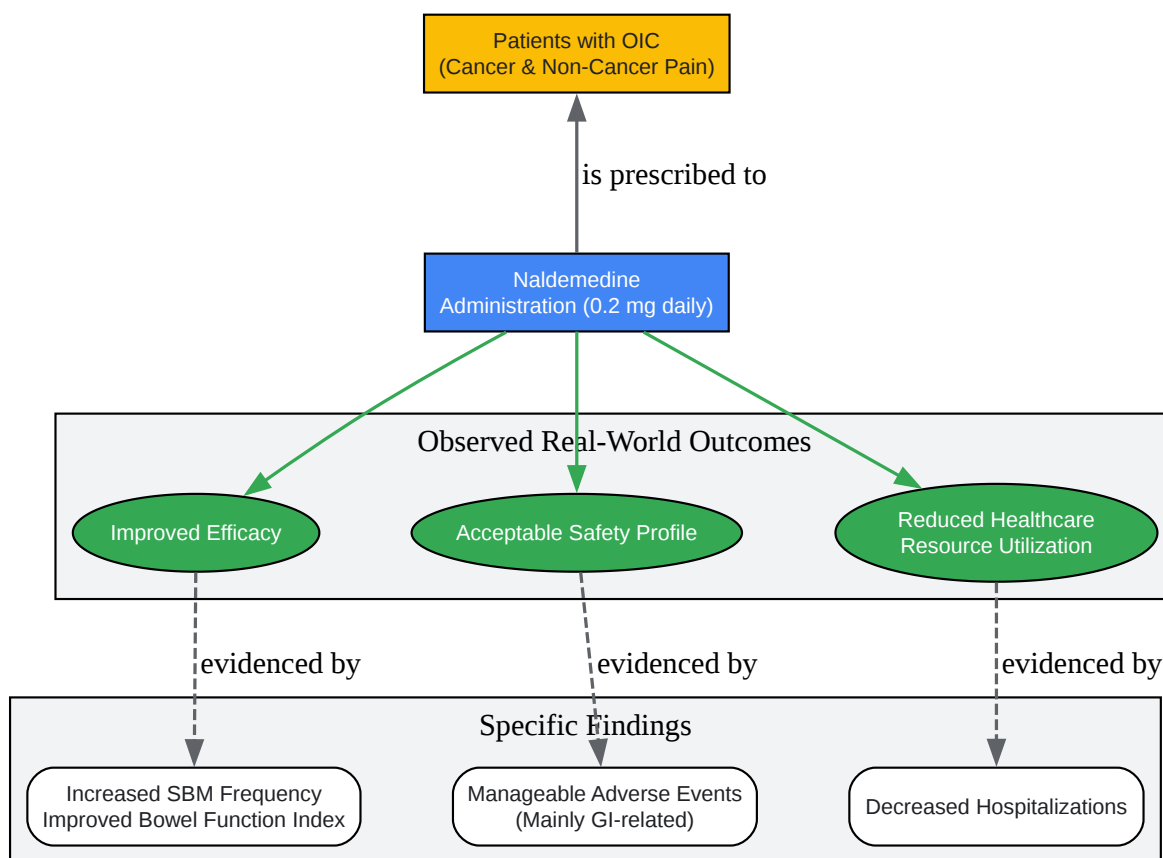 Patients with OIC
(Cancer & Non-Cancer Pain)
is prescribed to
Naldemedine
Administration (0.2 mg daily)
Observed Real-World Outcomes
Improved Efficacy
Acceptable Safety Profile
Reduced Healthcare
Resource Utilization
evidenced by
evidenced by
evidenced by
Specific Findings
Increased SBM Frequency
Improved Bowel Function Index
Manageable Adverse Events
(Mainly GI-related)
Decreased Hospitalizations